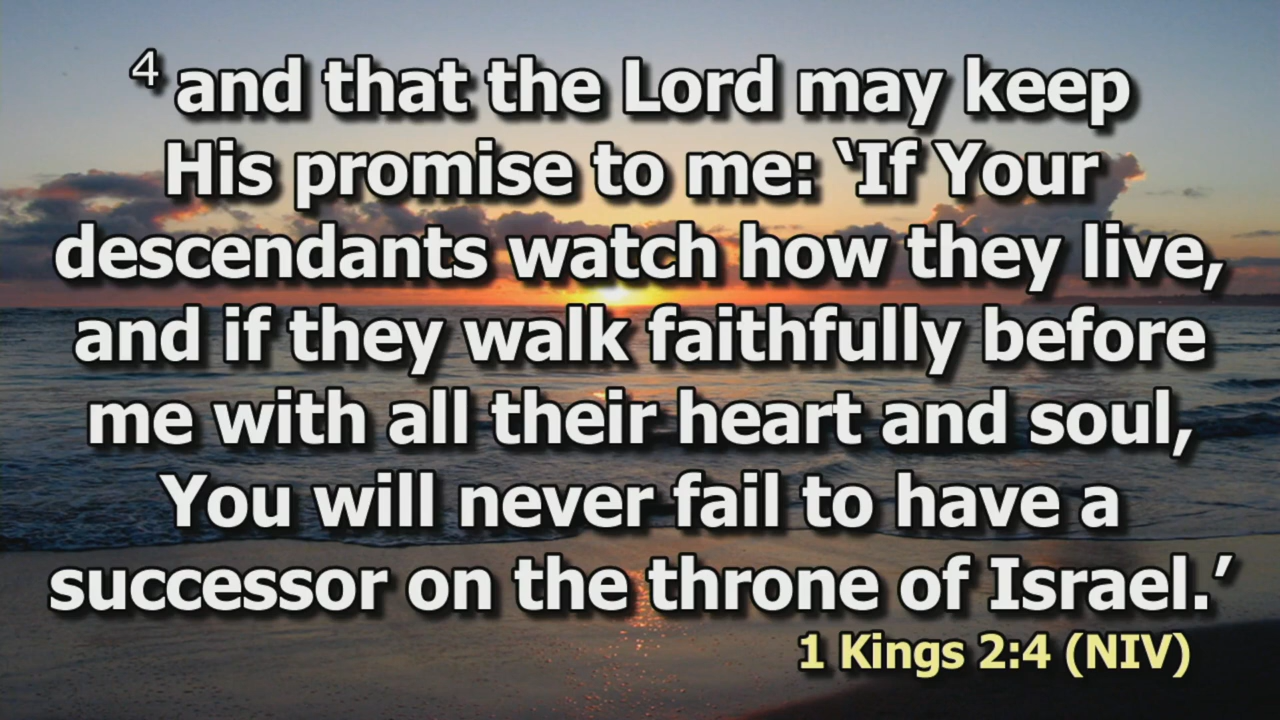 4 and that the Lord may keep
His promise to me: ‘If Your
descendants watch how they live,
and if they walk faithfully before
me with all their heart and soul,
You will never fail to have a
successor on the throne of Israel.’
1 Kings 2:4 (NIV)